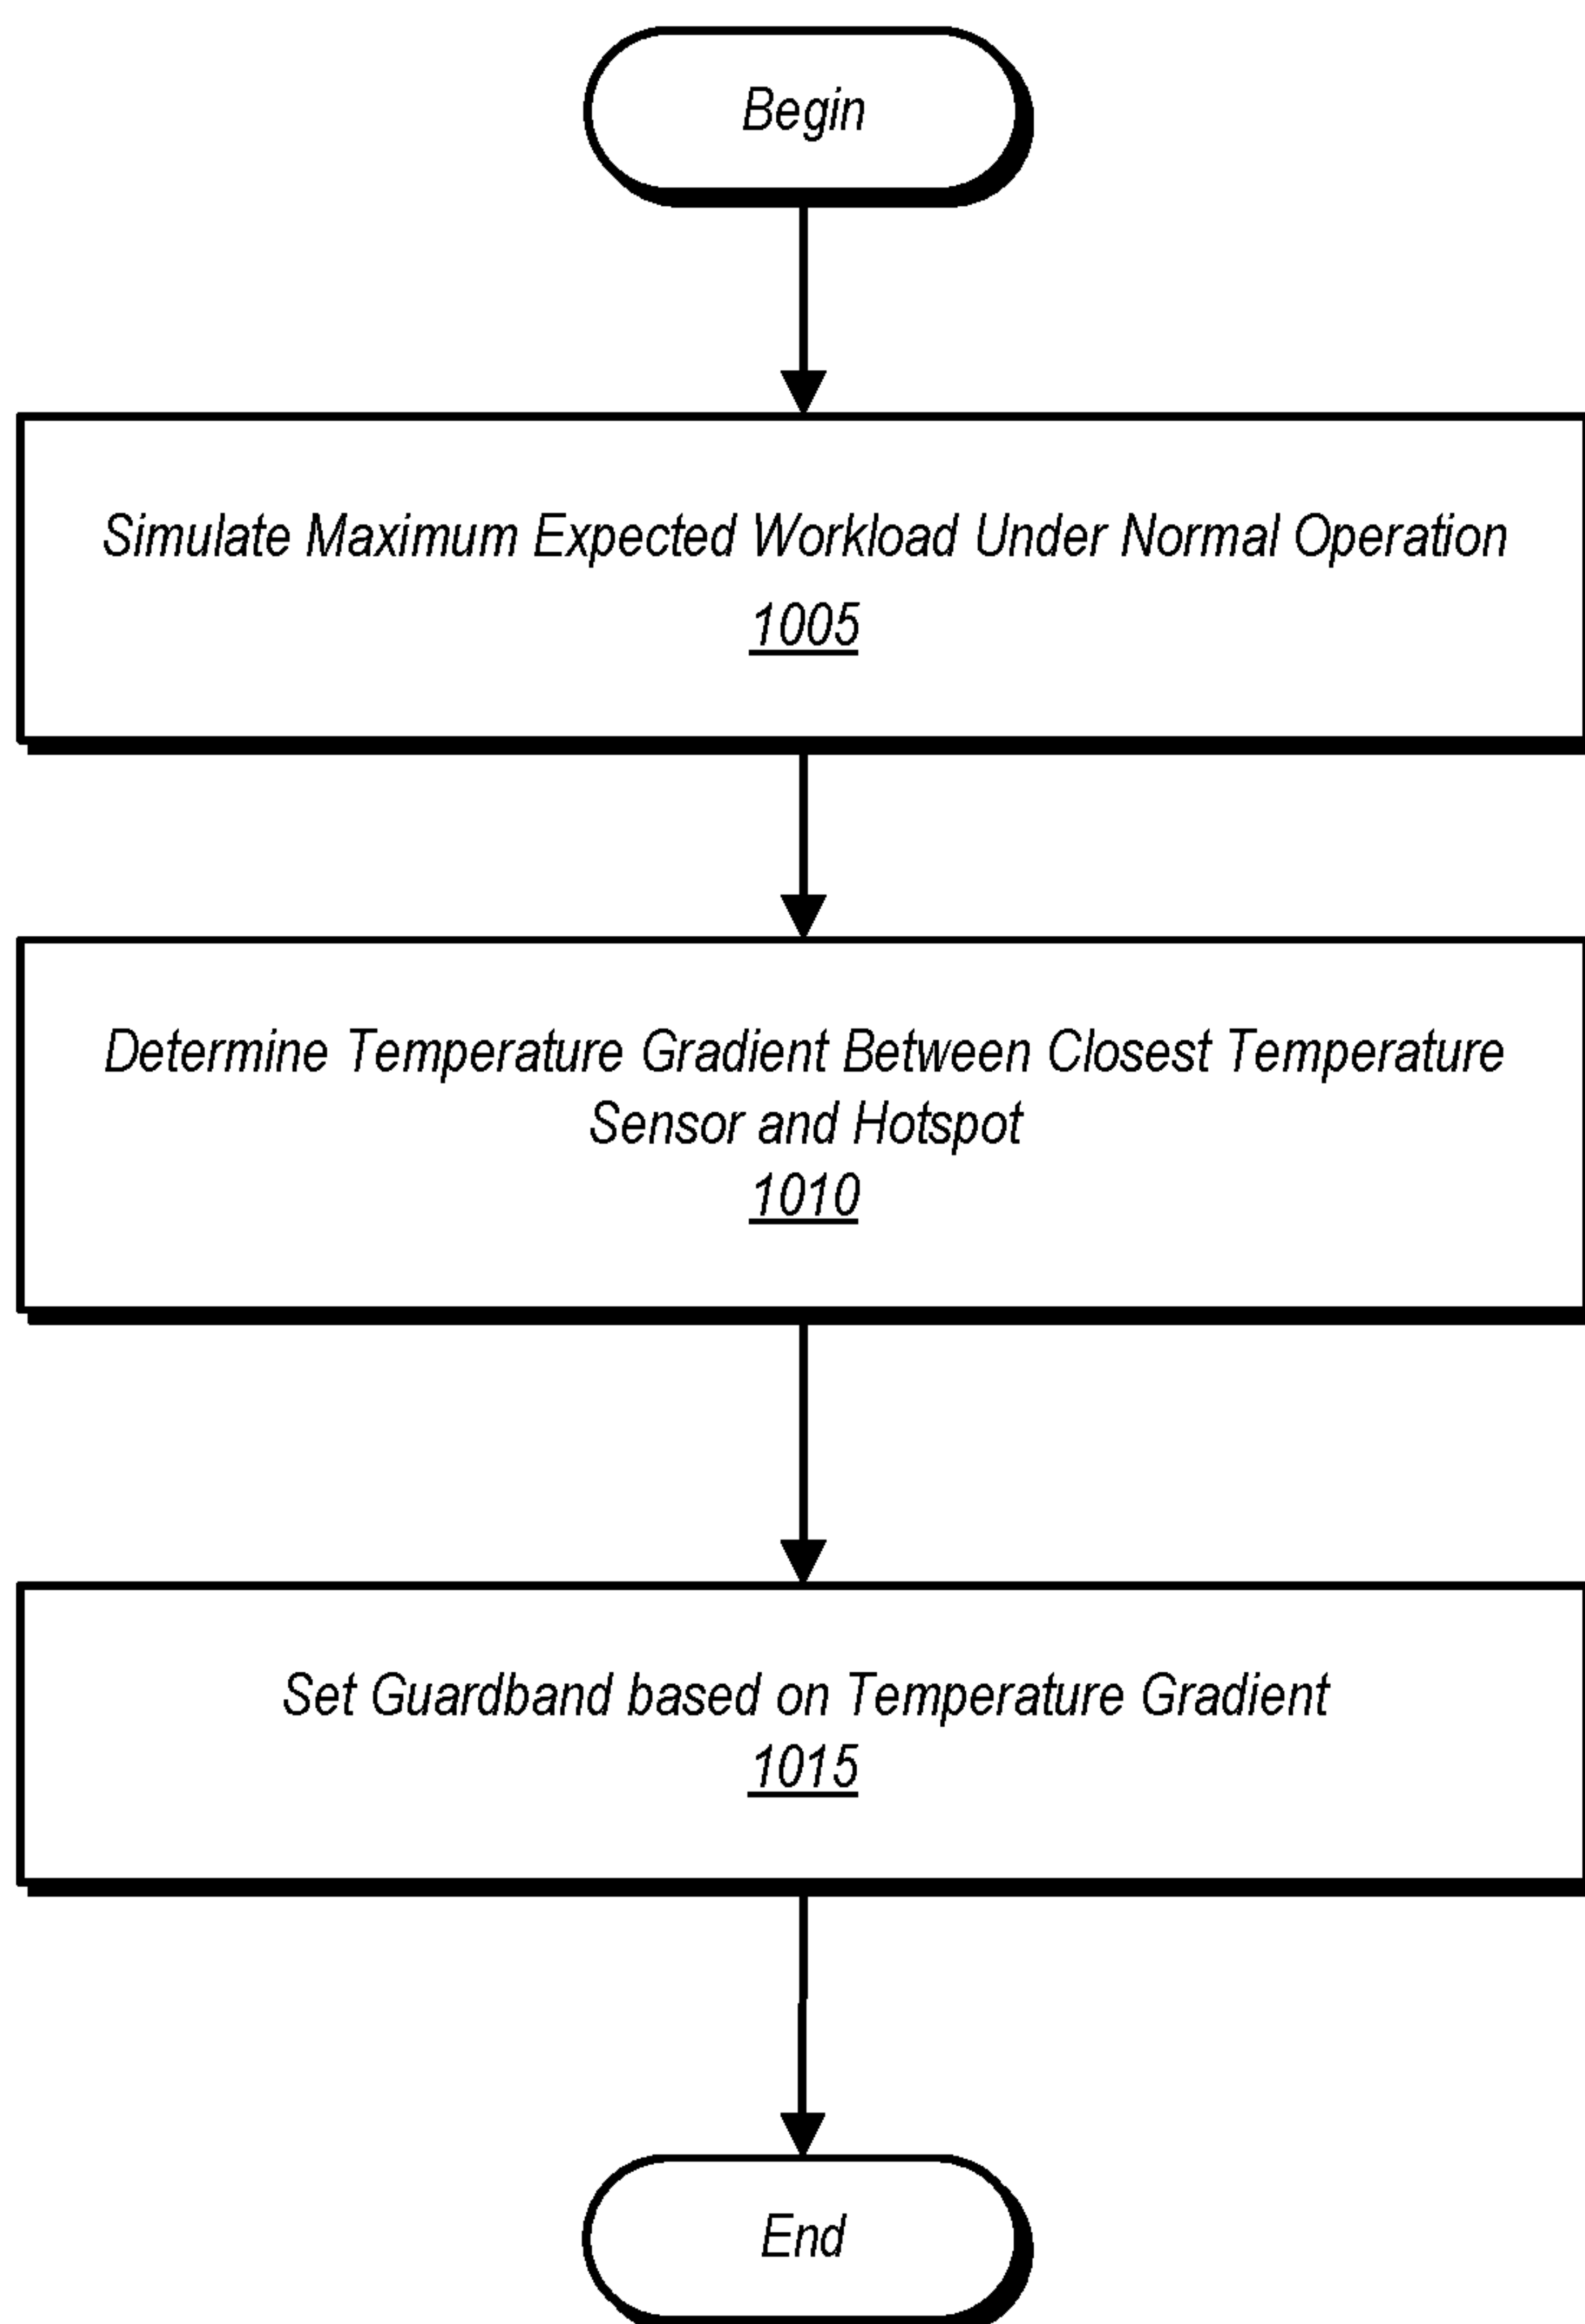 Begin
Simulate Maximum Expected Workload Under Normal Operation
1005
Determine Temperature Gradient Between Closest Temperature
Sensor and Hotspot
1010
Set Guardband based on Temperature Gradient
1015
End